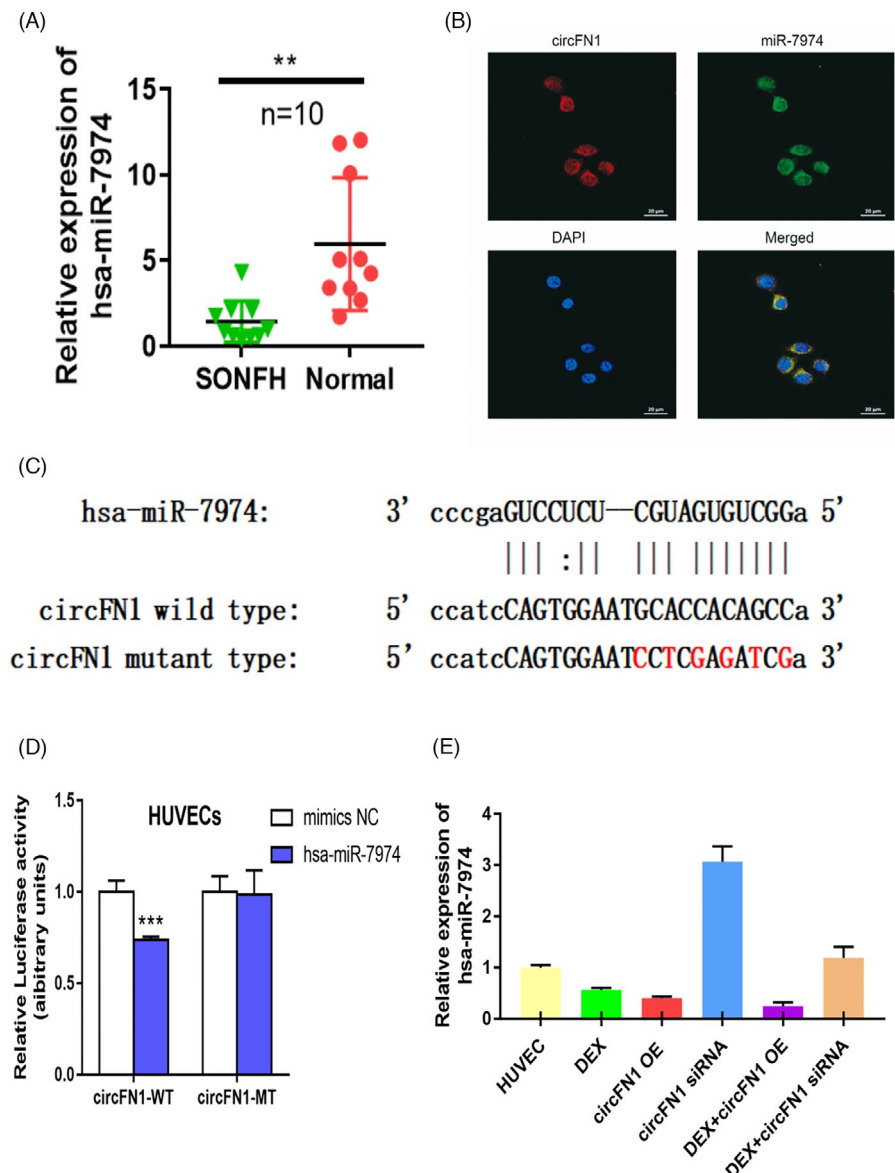 (A)
Relative expression of
hsa-miR-7974
**
n=10
15
10
5
0
SONFH Normal
(B)
circFN1 miR-7974
20 µm 20 µm
DAPI Merged
20 µm 20 µm
(C)
hsa-miR-7974: 3’ cccgaGUCCUCU--CGUAGUGUCGGa 5’
||| :|| ||| |||||||
circFN1 wild type: 5’ ccatcCAGTGGAATGCACCACAGCCa 3’
circFN1 mutant type: 5’ ccatcCAGTGGAATCCTCGAGATCGa 3’
(D)
Relative Luciferase activity
(aibitrary units)
HUVECs
mimics NC
hsa-miR-7974
***
1.5
1.0
0.5
0.0
circFN1-WT circFN1-MT
(E)
Relative expression of
hsa-miR-7974
4
3
2
1
0
HUVEC
DEX
circFN1 OE
circFN1 siRNA
DEX+circFN1 OE
DEX+circFN1 siRNA